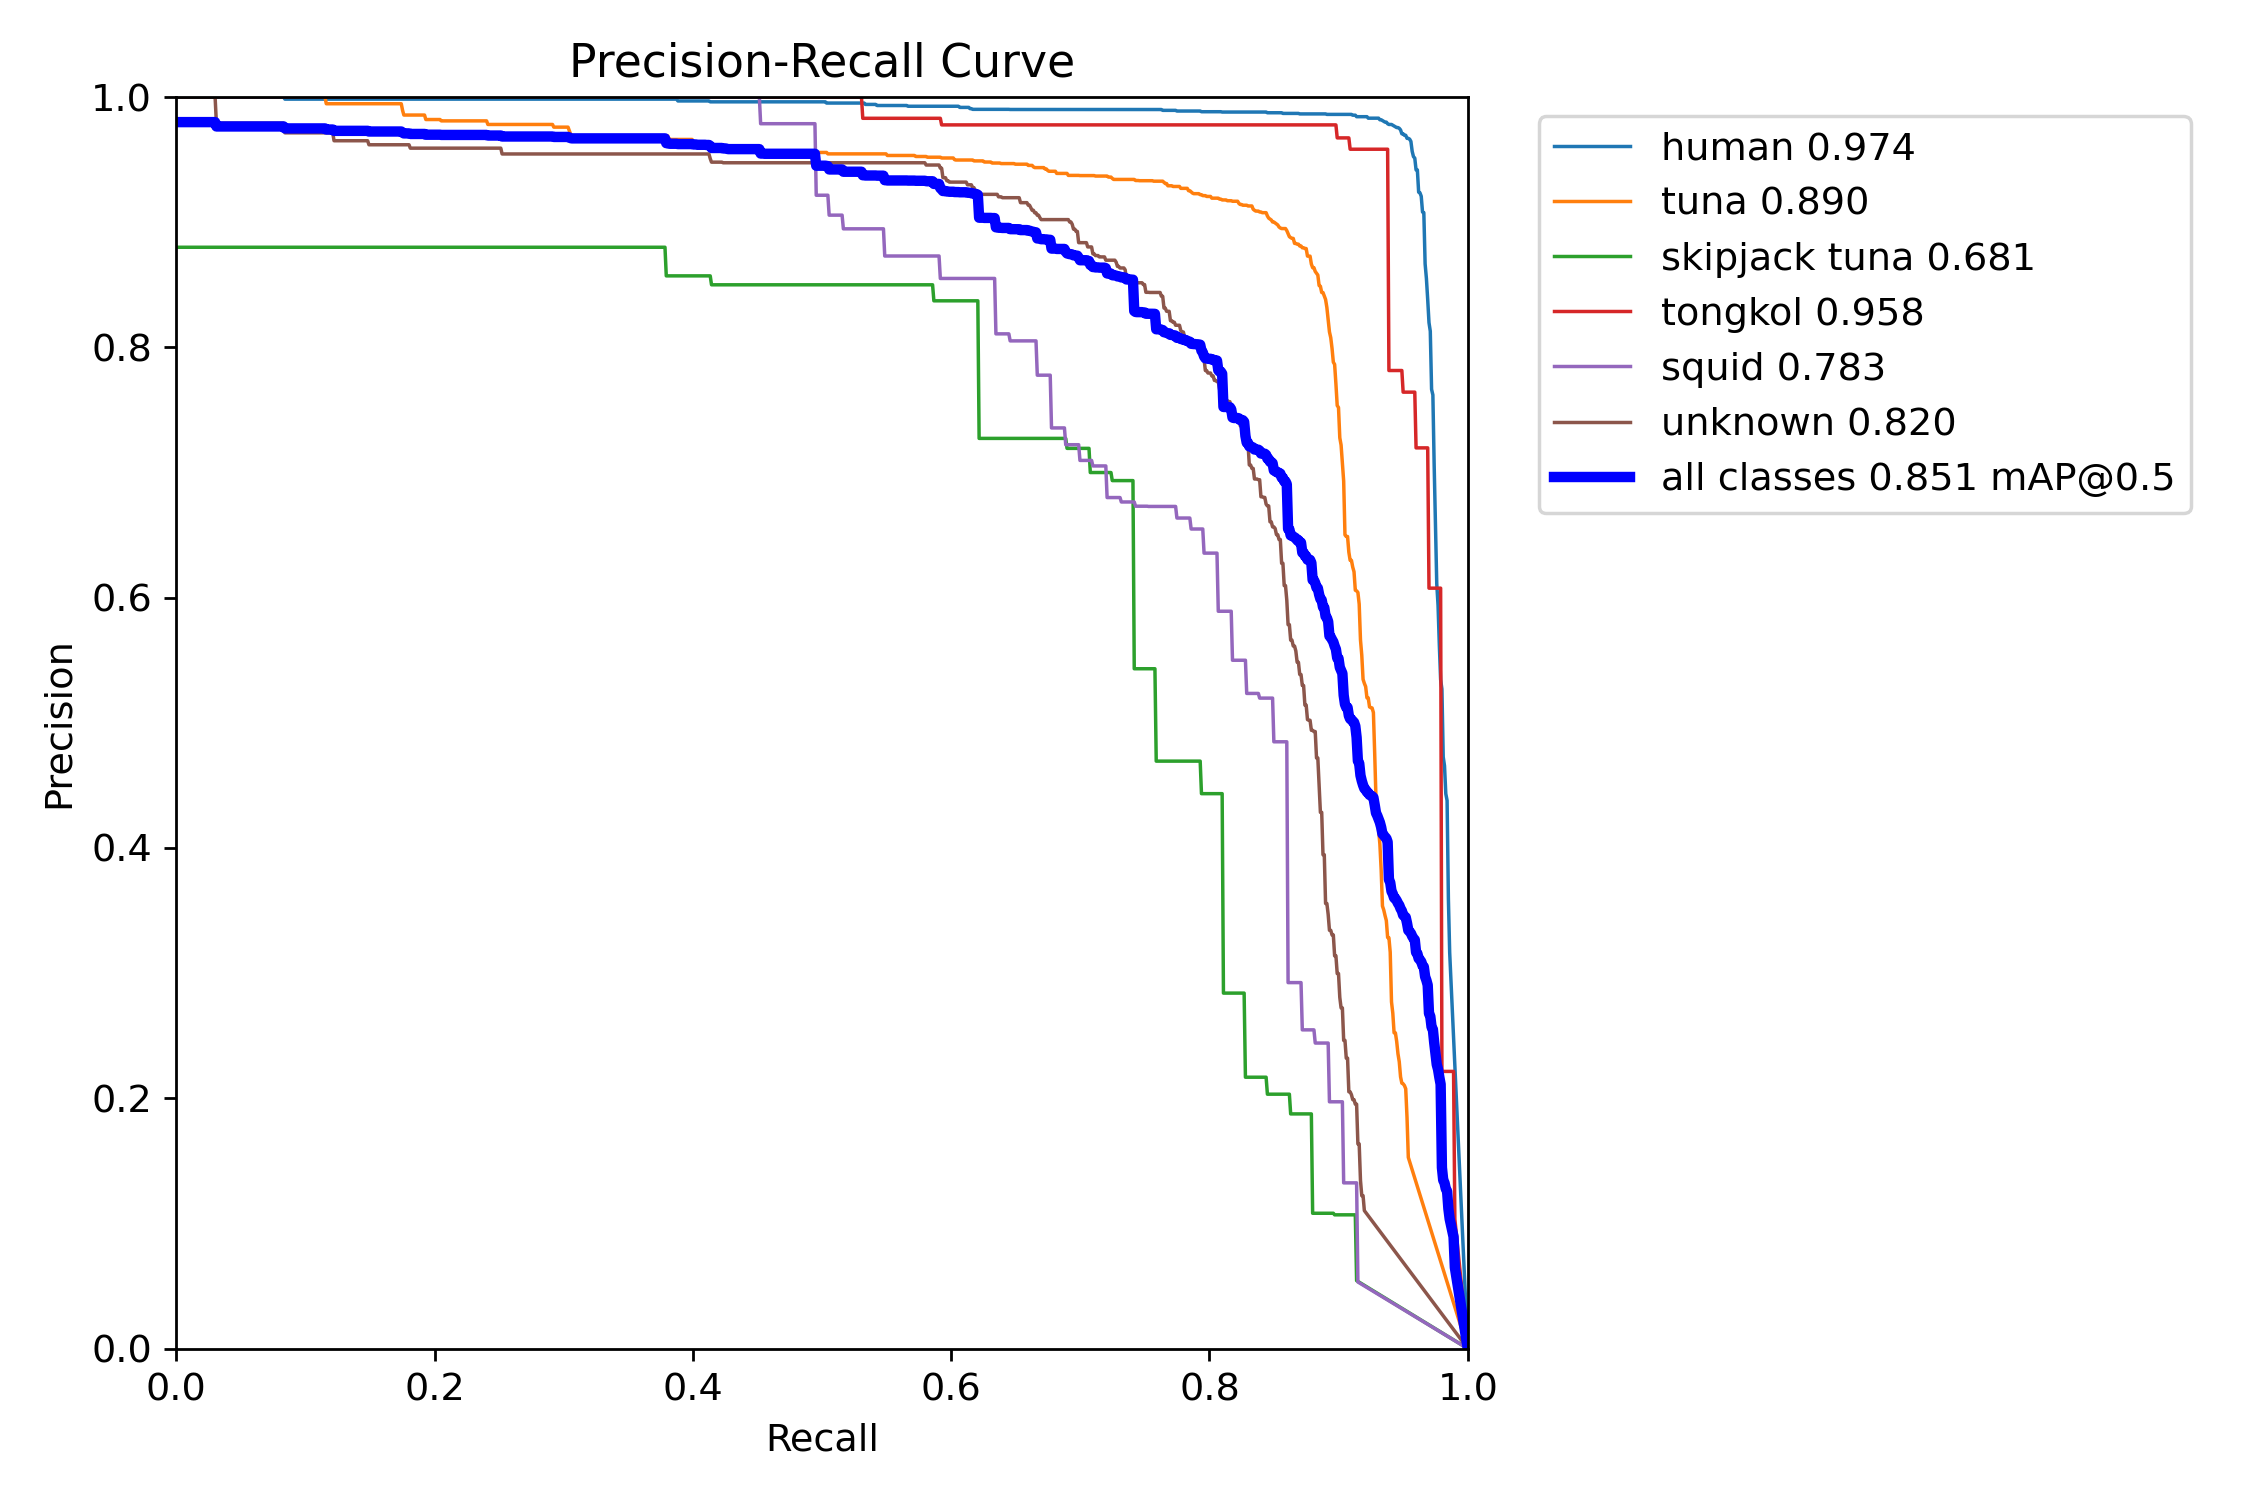 Precision-Recall Curve
1.0
0.8
0.6
0.4
0.2
0.0
Precision
0.0 0.2 0.4 0.6 0.8 1.0
Recall
human 0.974
tuna 0.890
skipjack tuna 0.681
tongkol 0.958
squid 0.783
unknown 0.820
all classes 0.851 mAP@0.5